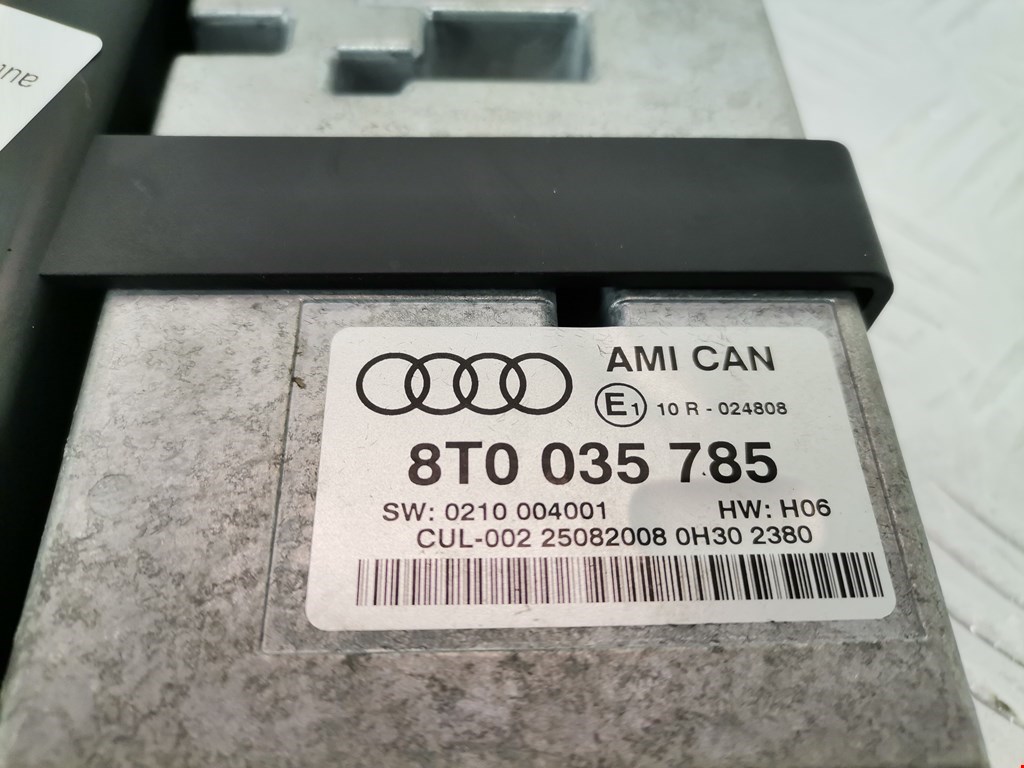 AMI CAN
E1 10 R - 024808
8T0 035 785
SW: 0210 004001 HW: H06
CUL-002 25082008 0H30 2380